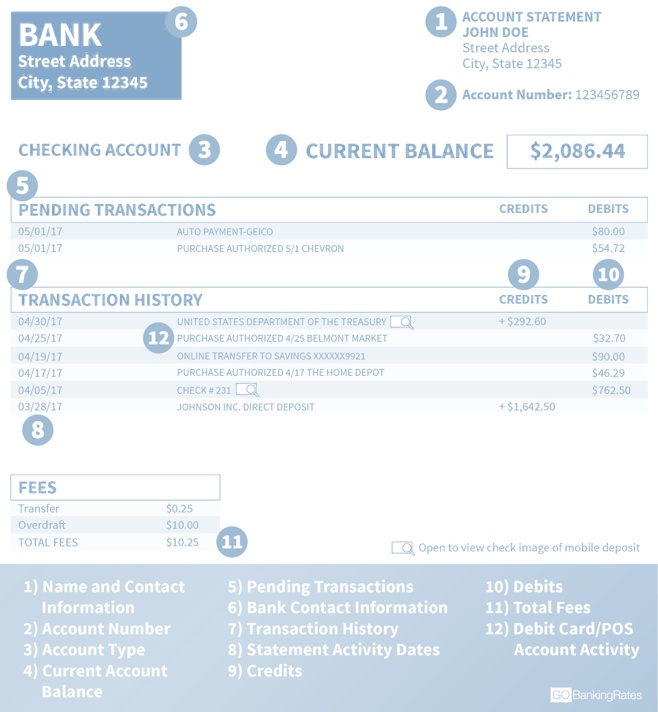 BANK
Street Address
City, State 12345
6
1
ACCOUNT STATEMENT
JOHN DOE
Street Address
City, State 12345
2
Account Number: 123456789
CHECKING ACCOUNT 3
4 CURRENT BALANCE $2,086.44
5
PENDING TRANSACTIONS CREDITS DEBITS
05/01/17 AUTO PAYMENT-GEICO $80.00
05/01/17 PURCHASE AUTHORIZED 5/1 CHEVRON $54.72
7 9 10
TRANSACTION HISTORY CREDITS DEBITS
04/30/17 UNITED STATES DEPARTMENT OF THE TREASURY + $292.60
04/25/17 12 PURCHASE AUTHORIZED 4/25 BELMONT MARKET $32.70
04/19/17 ONLINE TRANSFER TO SAVINGS XXXXXX9921 $90.00
04/17/17 PURCHASE AUTHORIZED 4/17 THE HOME DEPOT $46.29
04/05/17 CHECK # 231 $762.50
03/28/17 JOHNSON INC. DIRECT DEPOSIT + $1,642.50
8
FEES
Transfer $0.25
Overdraft $10.00
TOTAL FEES $10.25 11
Open to view check image of mobile deposit
1) Name and Contact
Information
2) Account Number
3) Account Type
4) Current Account
Balance
5) Pending Transactions
6) Bank Contact Information
7) Transaction History
8) Statement Activity Dates
9) Credits
10) Debits
11) Total Fees
12) Debit Card/POS
Account Activity
GOBankingRates